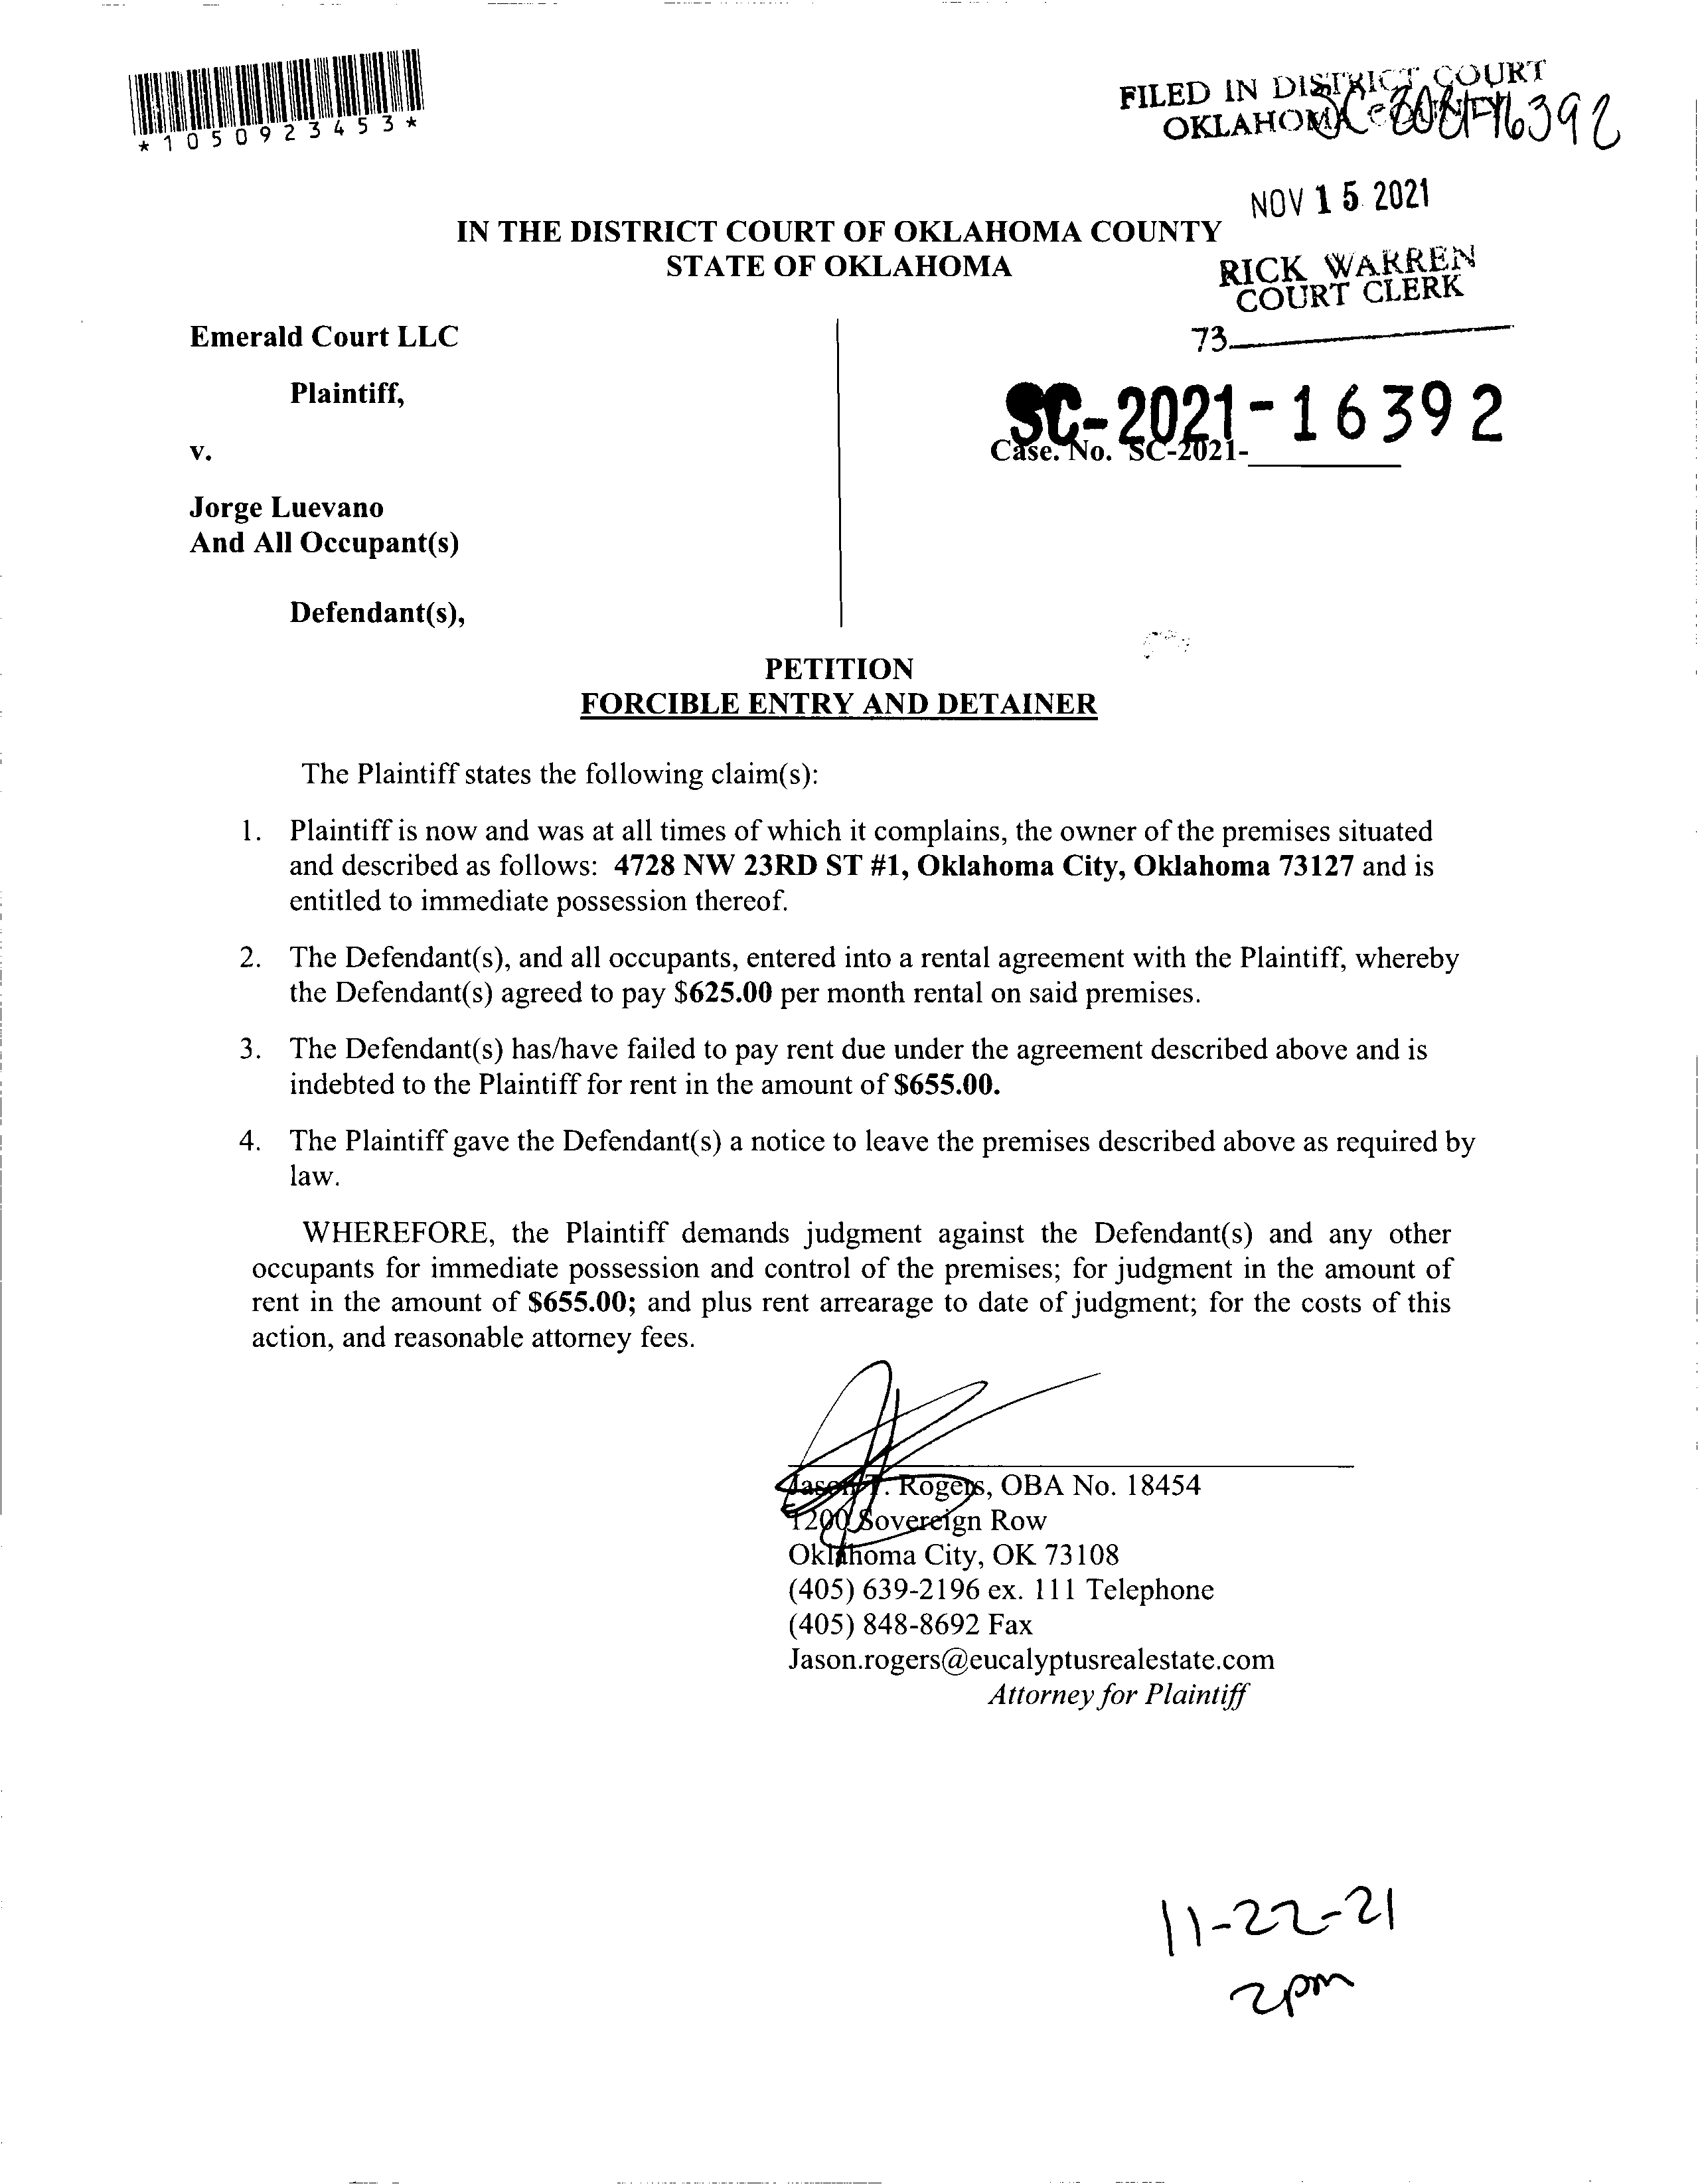 *1050923453*
FILED IN DISTRICT COURT
OKLAHOMA COUNTY
SC-2021-16392
NOV 15 2021
IN THE DISTRICT COURT OF OKLAHOMA COUNTY
STATE OF OKLAHOMA
RICK WARREN
COURT CLERK
73
Emerald Court LLC
Plaintiff,
SC-2021-16392
v.
Case. No. SC-2021-
Jorge Luevano
And All Occupant(s)
Defendant(s),
PETITION
FORCIBLE ENTRY AND DETAINER
The Plaintiff states the following claim(s):
1. Plaintiff is now and was at all times of which it complains, the owner of the premises situated
and described as follows: 4728 NW 23RD ST #1, Oklahoma City, Oklahoma 73127 and is
entitled to immediate possession thereof.
2. The Defendant(s), and all occupants, entered into a rental agreement with the Plaintiff, whereby
the Defendant(s) agreed to pay $625.00 per month rental on said premises.
3. The Defendant(s) has/have failed to pay rent due under the agreement described above and is
indebted to the Plaintiff for rent in the amount of $655.00.
4. The Plaintiff gave the Defendant(s) a notice to leave the premises described above as required by
law.
WHEREFORE, the Plaintiff demands judgment against the Defendant(s) and any other
occupants for immediate possession and control of the premises; for judgment in the amount of
rent in the amount of $655.00; and plus rent arrearage to date of judgment; for the costs of this
action, and reasonable attorney fees.
Jason T. Rogers, OBA No. 18454
1200 Sovereign Row
Oklahoma City, OK 73108
(405) 639-2196 ex. 111 Telephone
(405) 848-8692 Fax
Jason.rogers@eucalyptusrealestate.com
Attorney for Plaintiff
11-22-21
2pm